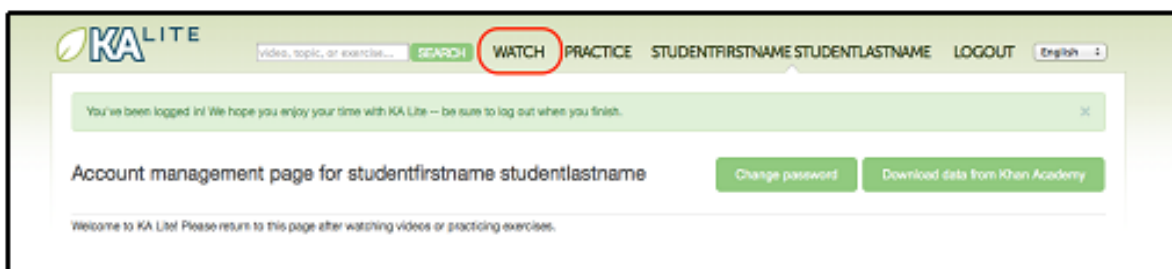 KA LITE
video, topic, or exercise... SEARCH WATCH PRACTICE STUDENTFIRSTNAME STUDENTLASTNAME LOGOUT English
You've been logged in! We hope you enjoy your time with KA Lite -- be sure to log out when you finish. ×
Account management page for studentfirstname studentlastname Change password Download data from Khan Academy
Welcome to KA Lite! Please return to this page after watching videos or practicing exercises.